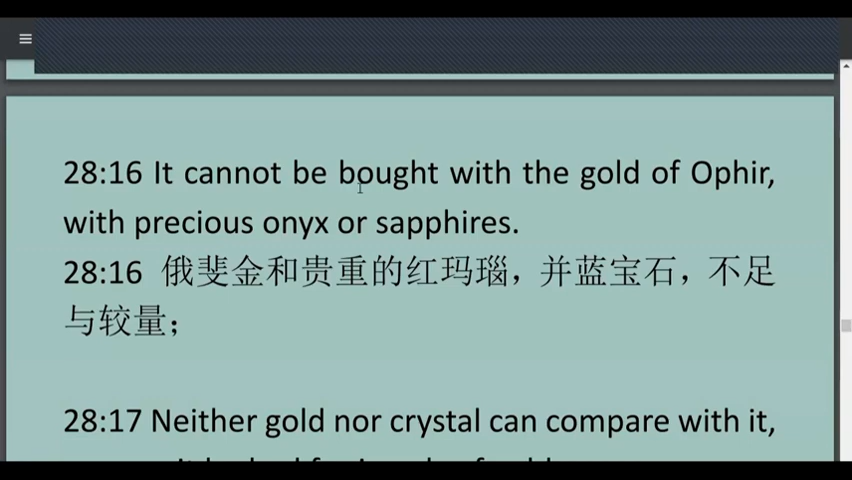 28:16 It cannot be bought with the gold of Ophir,
with precious onyx or sapphires.
28:16 俄斐金和贵重的红玛瑙，并蓝宝石，不足
与较量；
28:17 Neither gold nor crystal can compare with it,